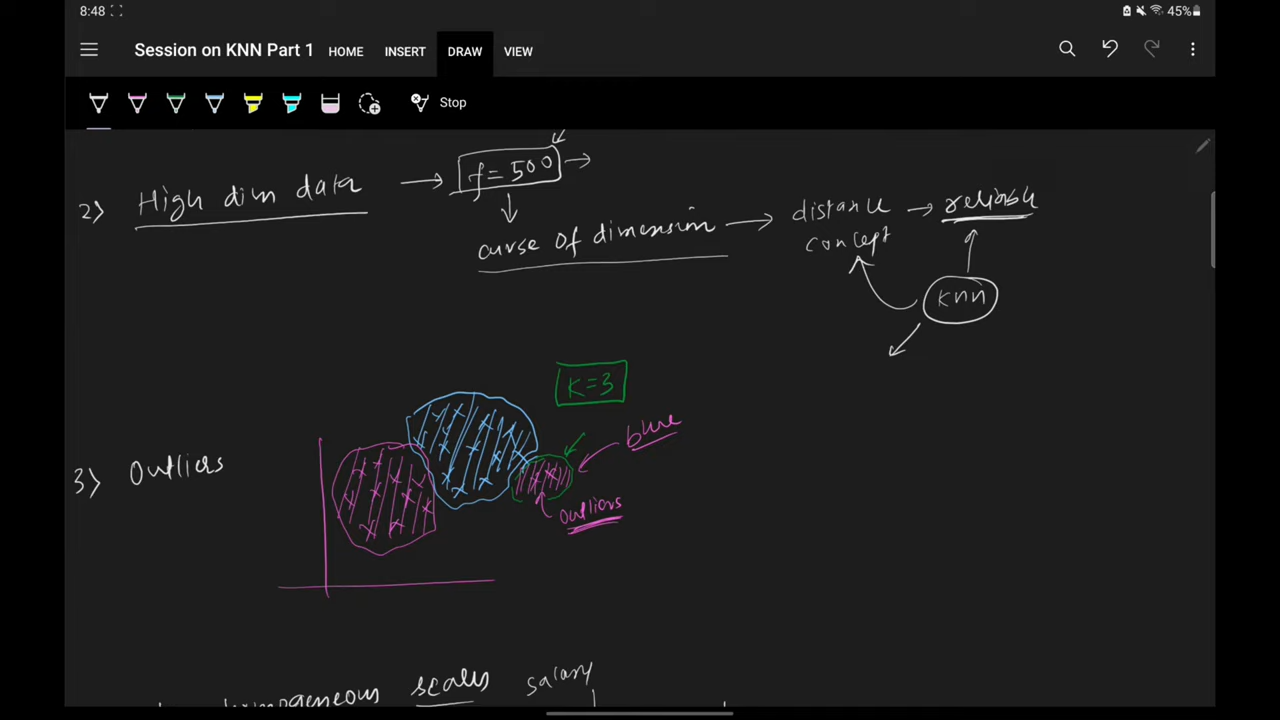 8:48
45%
Session on KNN Part 1 HOME INSERT DRAW VIEW
Stop
2) High dim data → f=500 →
curse of dimension → distance concept → reliable
knn
K=3
blue
3) Outliers
outliers
scales salary